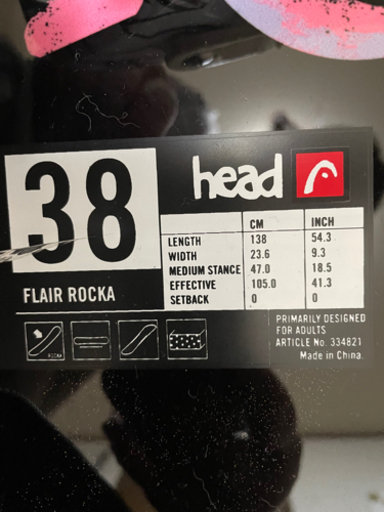 38
head
CM INCH
LENGTH 138 54.3
WIDTH 23.6 9.3
MEDIUM STANCE 47.0 18.5
EFFECTIVE 105.0 41.3
SETBACK 0 0
FLAIR ROCKA
ROCKA
PRIMARILY DESIGNED
FOR ADULTS
ARTICLE No. 334821
Made in China.